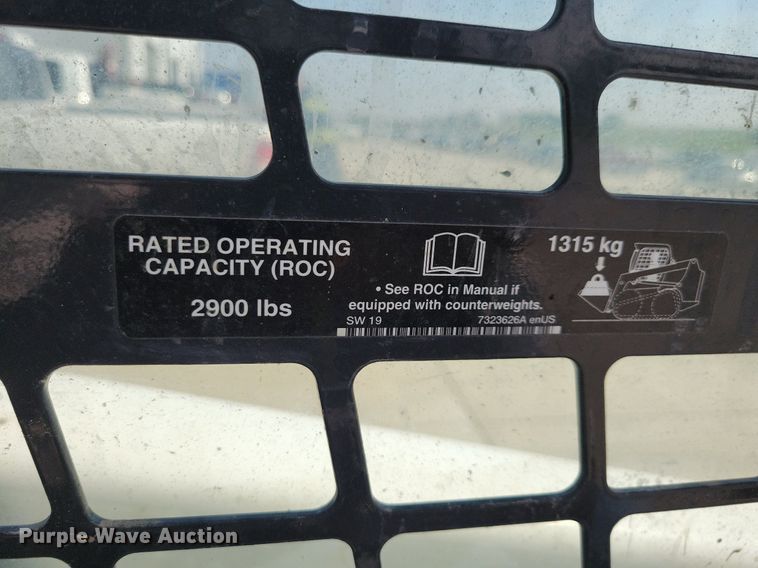 RATED OPERATING
CAPACITY (ROC)
2900 lbs
• See ROC in Manual if
equipped with counterweights.
SW 19 7323626A enUS
1315 kg
Purple Wave Auction